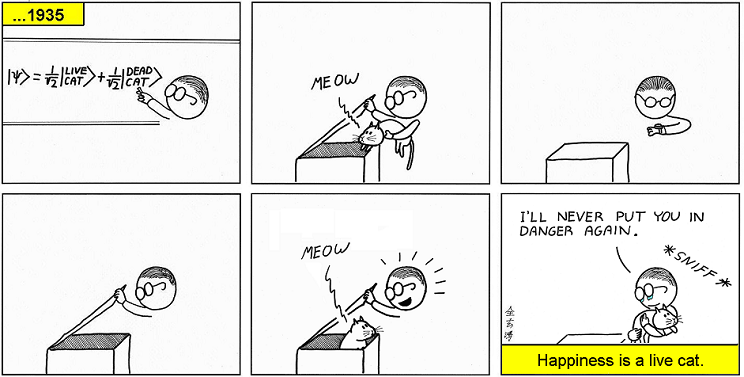 ...1935
|Ψ⟩ = 1/√2 |LIVE CAT⟩ + 1/√2 |DEAD CAT⟩
MEOW
MEOW
I'LL NEVER PUT YOU IN
DANGER AGAIN.
*SNIFF*
Happiness is a live cat.